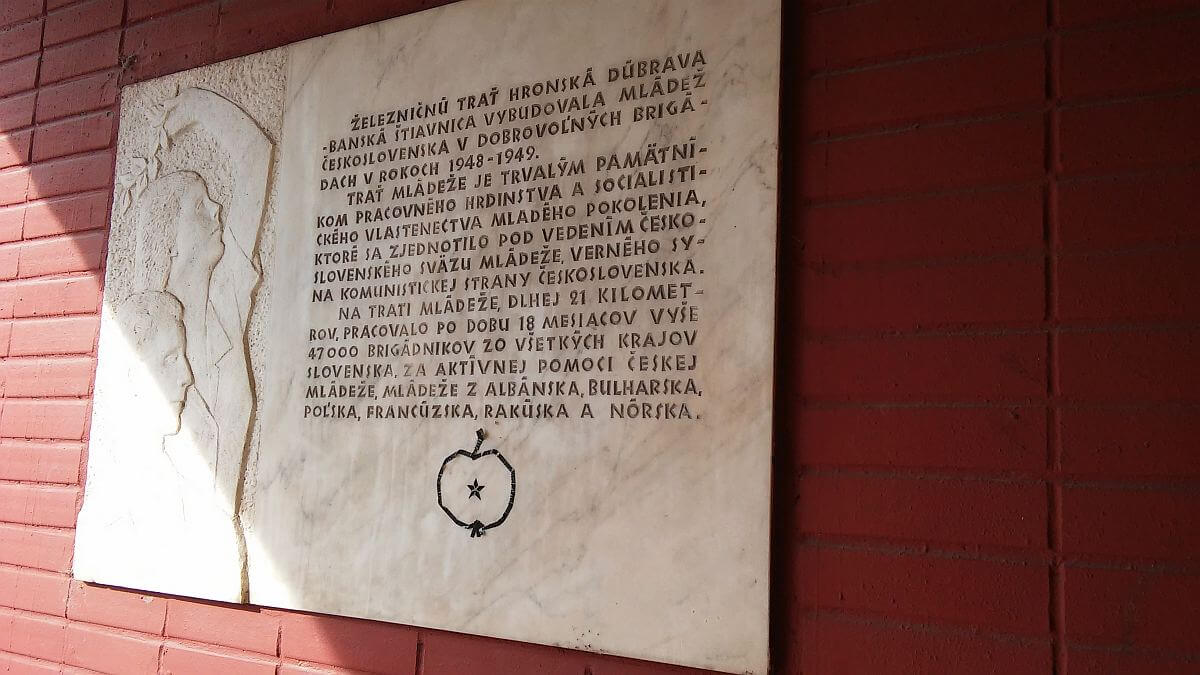 ŽELEZNIČNÚ TRAŤ HRONSKÁ DÚBRAVA
-BANSKÁ ŠTIAVNICA VYBUDOVALA MLÁDEŽ
ČESKOSLOVENSKA V DOBROVOĽNÝCH BRIGÁ-
DACH V ROKOCH 1948-1949.
TRAŤ MLÁDEŽE JE TRVALÝM PAMÄTNÍ-
KOM PRACOVNÉHO HRDINSTVA A SOCIALISTI-
CKÉHO VLASTENECTVA MLADÉHO POKOLENIA,
KTORÉ SA ZJEDNOTILO POD VEDENÍM ČESKO-
SLOVENSKÉHO SVÄZU MLÁDEŽE, VERNÉHO SY-
NA KOMUNISTICKEJ STRANY ČESKOSLOVENSKA.
NA TRATI MLÁDEŽE, DLHEJ 21 KILOMET-
ROV, PRACOVALO PO DOBU 18 MESIACOV VYŠE
47000 BRIGÁDNIKOV ZO VŠETKÝCH KRAJOV
SLOVENSKA, ZA AKTÍVNEJ POMOCI ČESKEJ
MLÁDEŽE, MLÁDEŽE Z ALBÁNSKA, BULHARSKA,
POĽSKA, FRANCÚZSKA, RAKÚSKA A NÓRSKA.